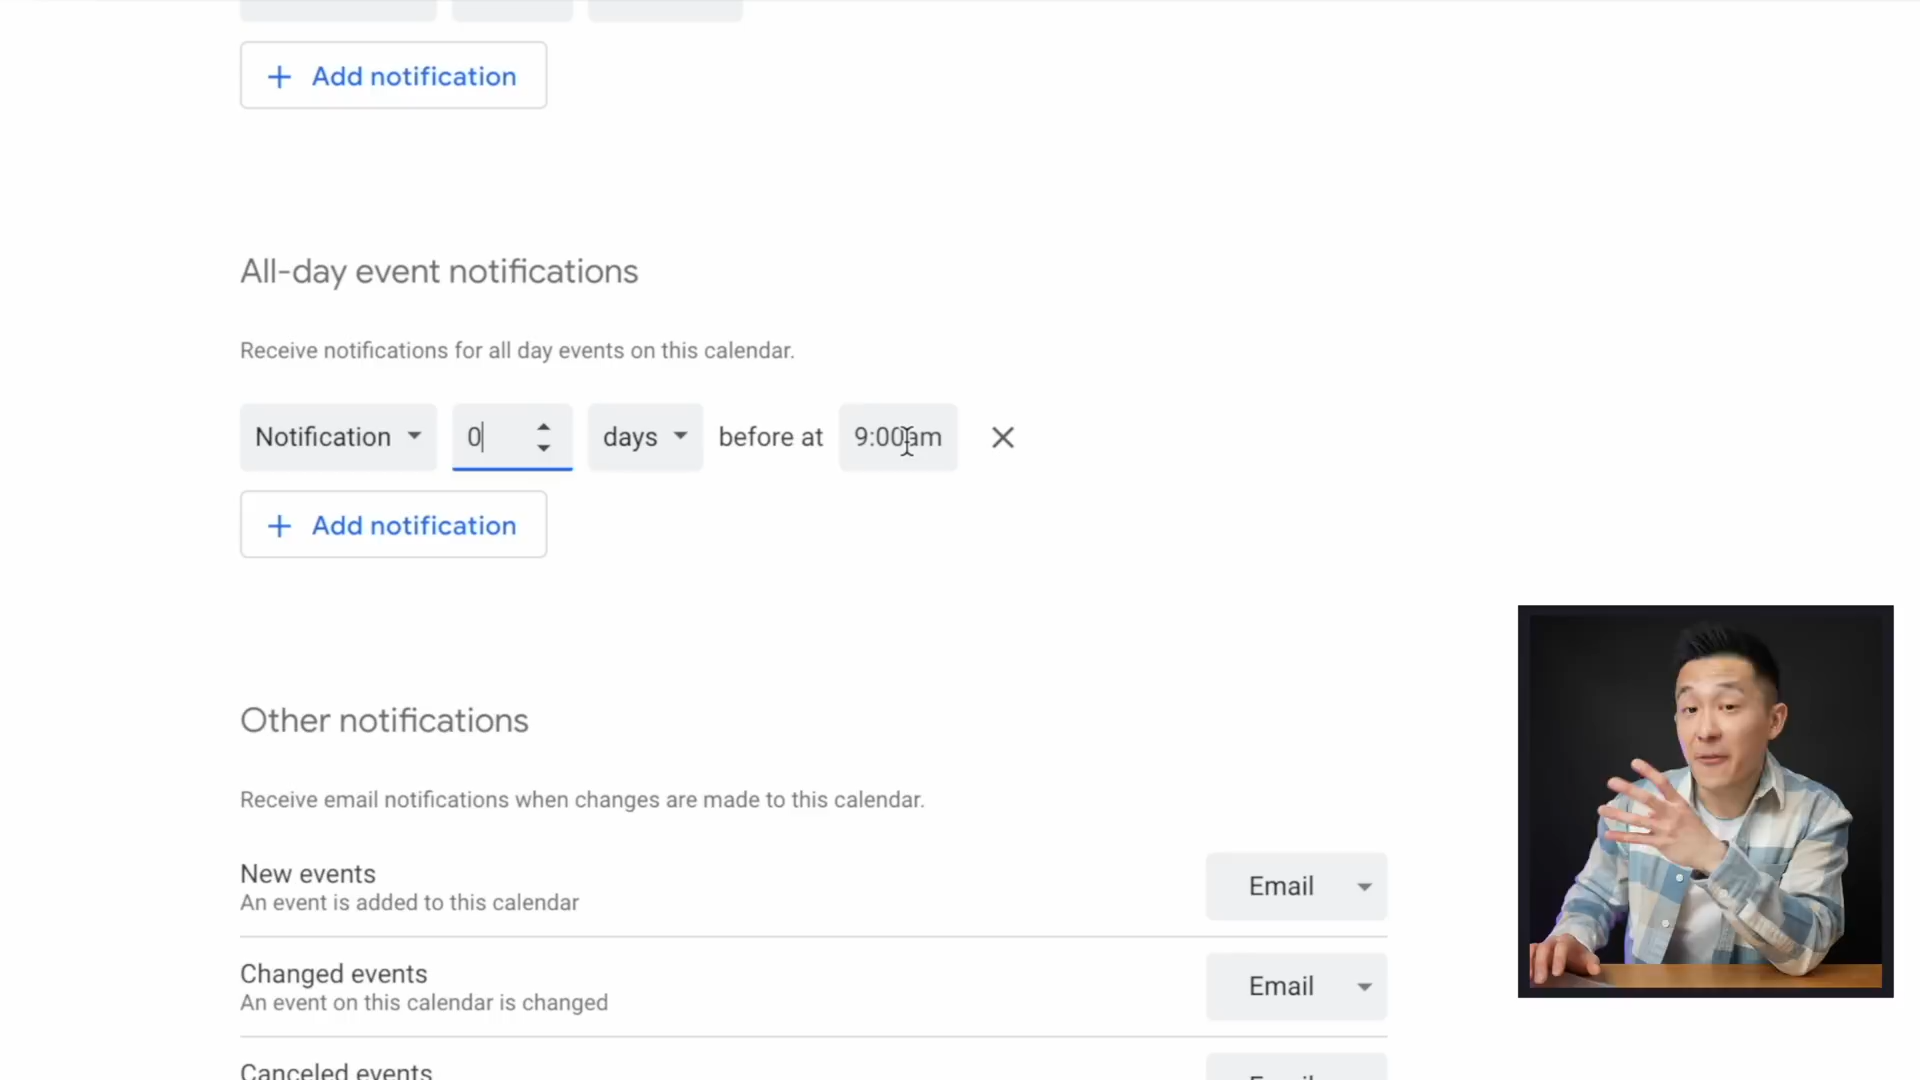 + Add notification
All-day event notifications
Receive notifications for all day events on this calendar.
Notification 0 days before at 9:00am
+ Add notification
Other notifications
Receive email notifications when changes are made to this calendar.
New events
An event is added to this calendar
Email
Changed events
An event on this calendar is changed
Email
Canceled events
Email